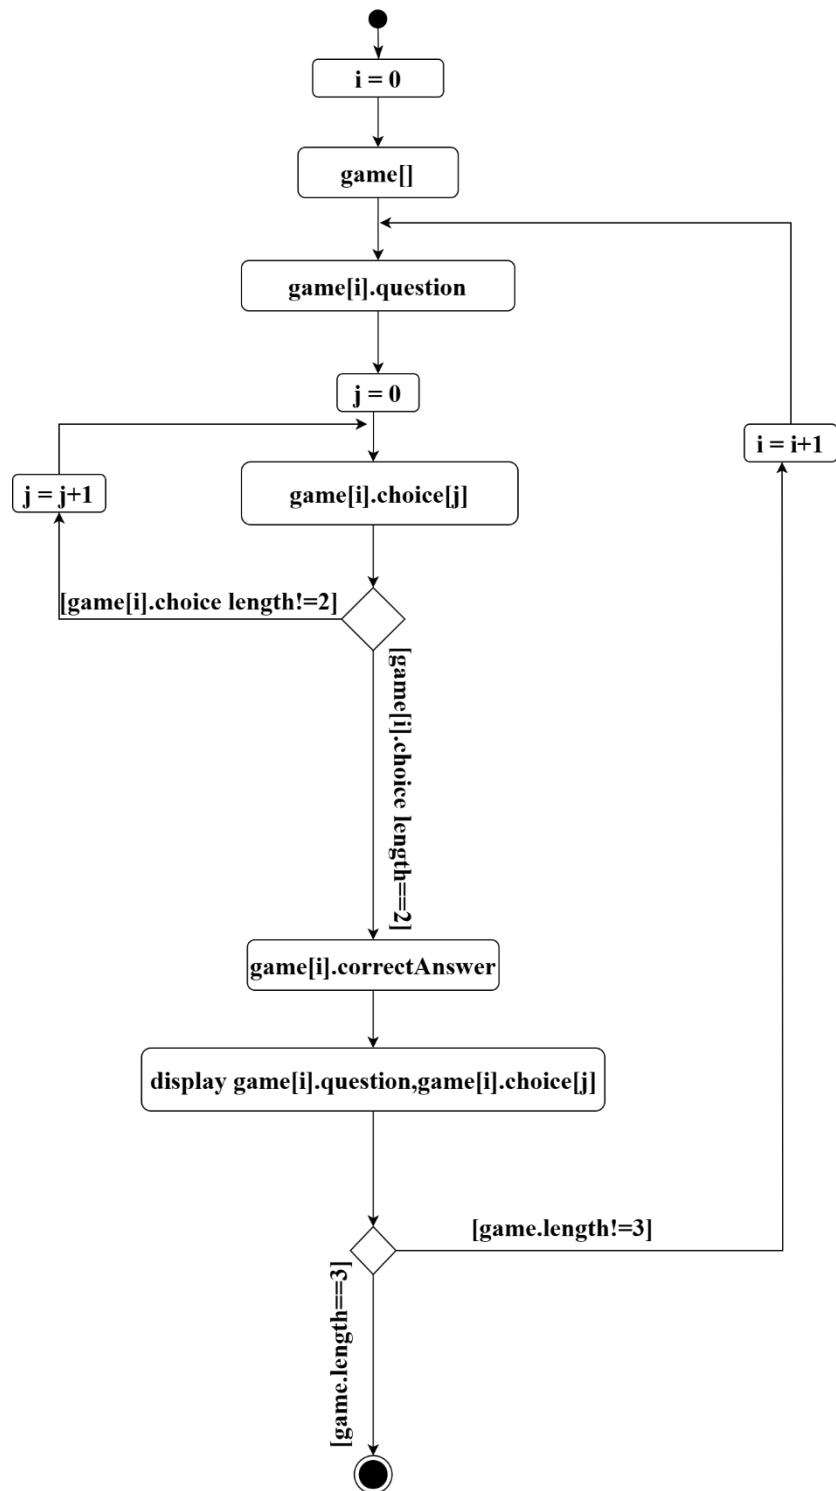 i = 0
game[]
game[i].question
j = 0
i = i+1
j = j+1
game[i].choice[j]
[game[i].choice length!=2]
[game[i].choice length==2]
game[i].correctAnswer
display game[i].question,game[i].choice[j]
[game.length!=3]
[game.length==3]